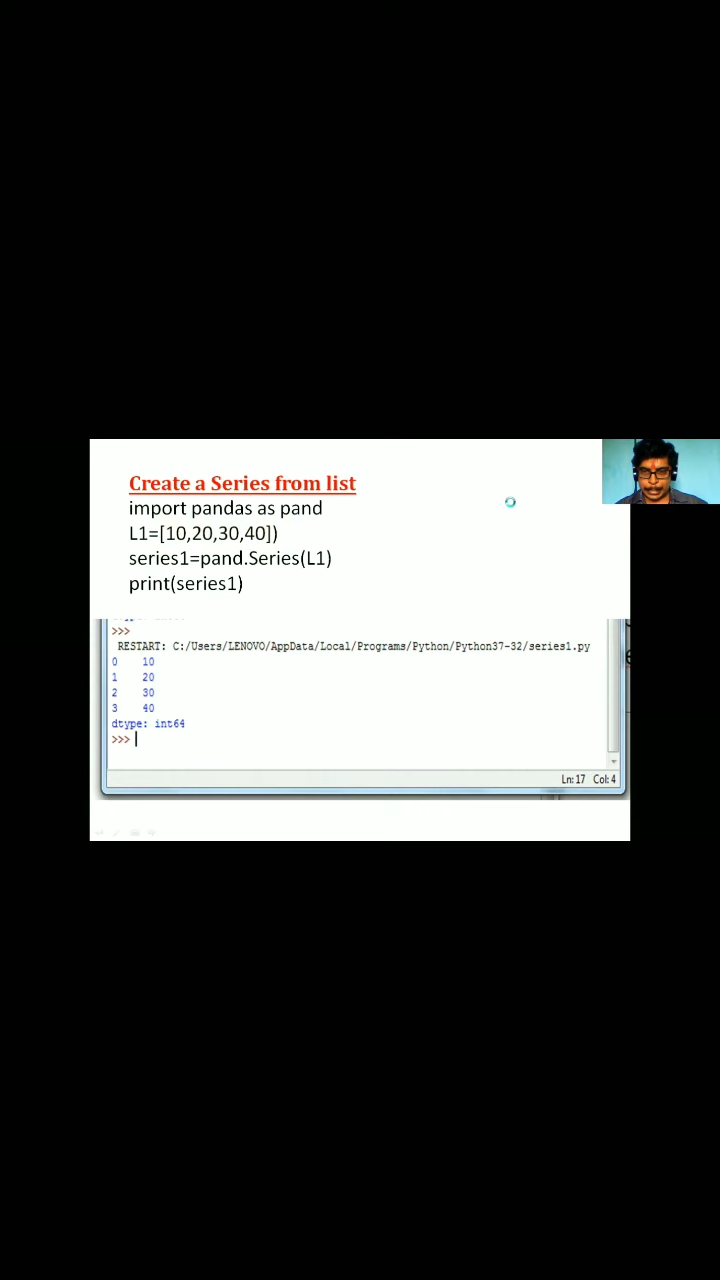 Create a Series from list
import pandas as pand
L1=[10,20,30,40])
series1=pand.Series(L1)
print(series1)
>>>
RESTART: C:/Users/LENOVO/AppData/Local/Programs/Python/Python37-32/series1.py
0 10
1 20
2 30
3 40
dtype: int64
>>>
Ln:17 Col:4